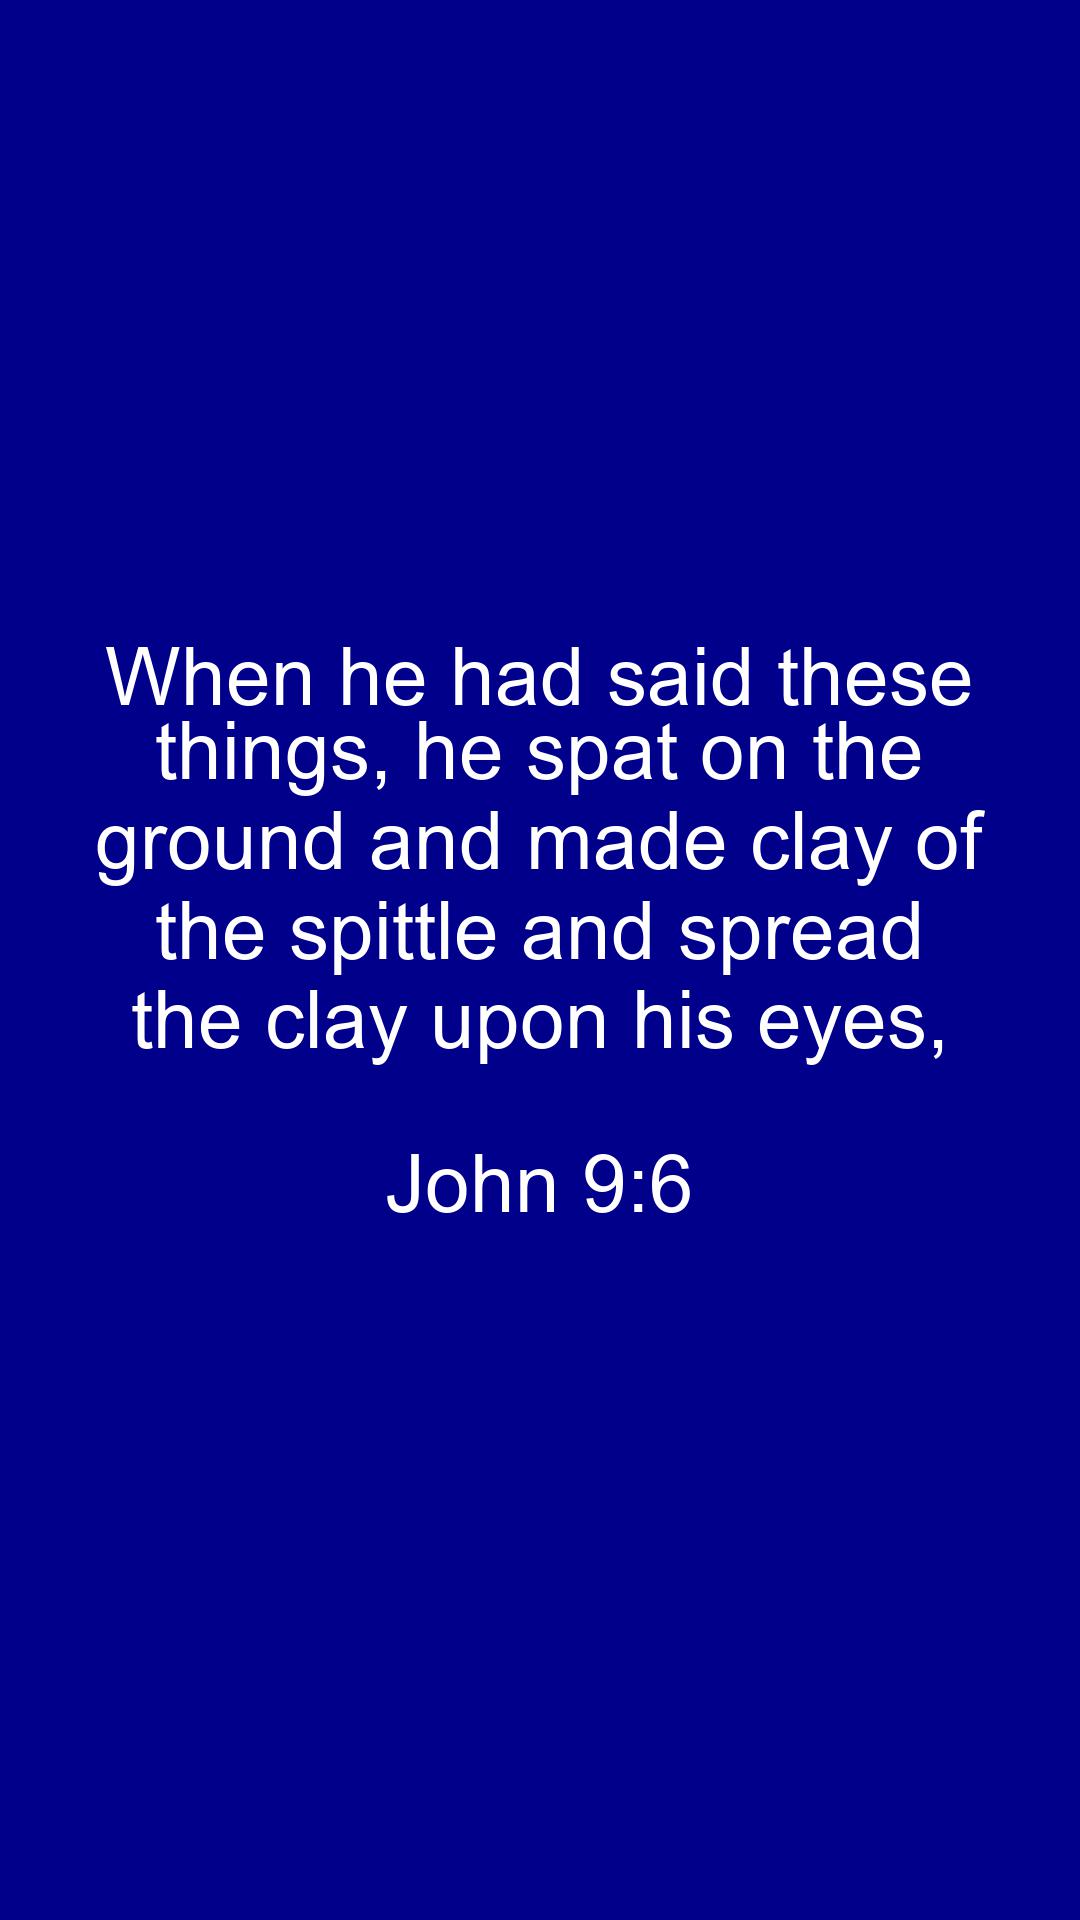 When he had said these
things, he spat on the
ground and made clay of
the spittle and spread
the clay upon his eyes,
John 9:6